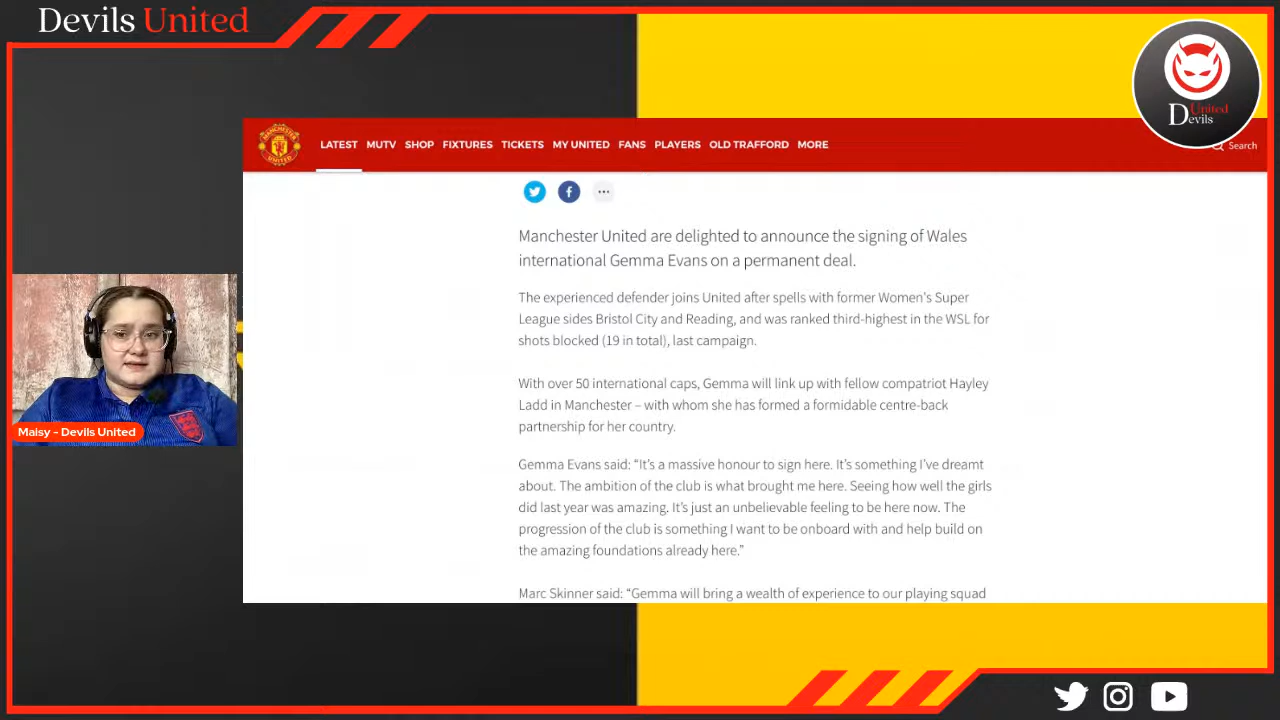 Devils United
United
Devils
LATEST MUTV SHOP FIXTURES TICKETS MY UNITED FANS PLAYERS OLD TRAFFORD MORE
Search
MANCHESTER
UNITED
Manchester United are delighted to announce the signing of Wales
international Gemma Evans on a permanent deal.
The experienced defender joins United after spells with former Women's Super
League sides Bristol City and Reading, and was ranked third-highest in the WSL for
shots blocked (19 in total), last campaign.
With over 50 international caps, Gemma will link up with fellow compatriot Hayley
Ladd in Manchester – with whom she has formed a formidable centre-back
partnership for her country.
Gemma Evans said: “It’s a massive honour to sign here. It’s something I’ve dreamt
about. The ambition of the club is what brought me here. Seeing how well the girls
did last year was amazing. It’s just an unbelievable feeling to be here now. The
progression of the club is something I want to be onboard with and help build on
the amazing foundations already here.”
Marc Skinner said: “Gemma will bring a wealth of experience to our playing squad
Maisy - Devils United